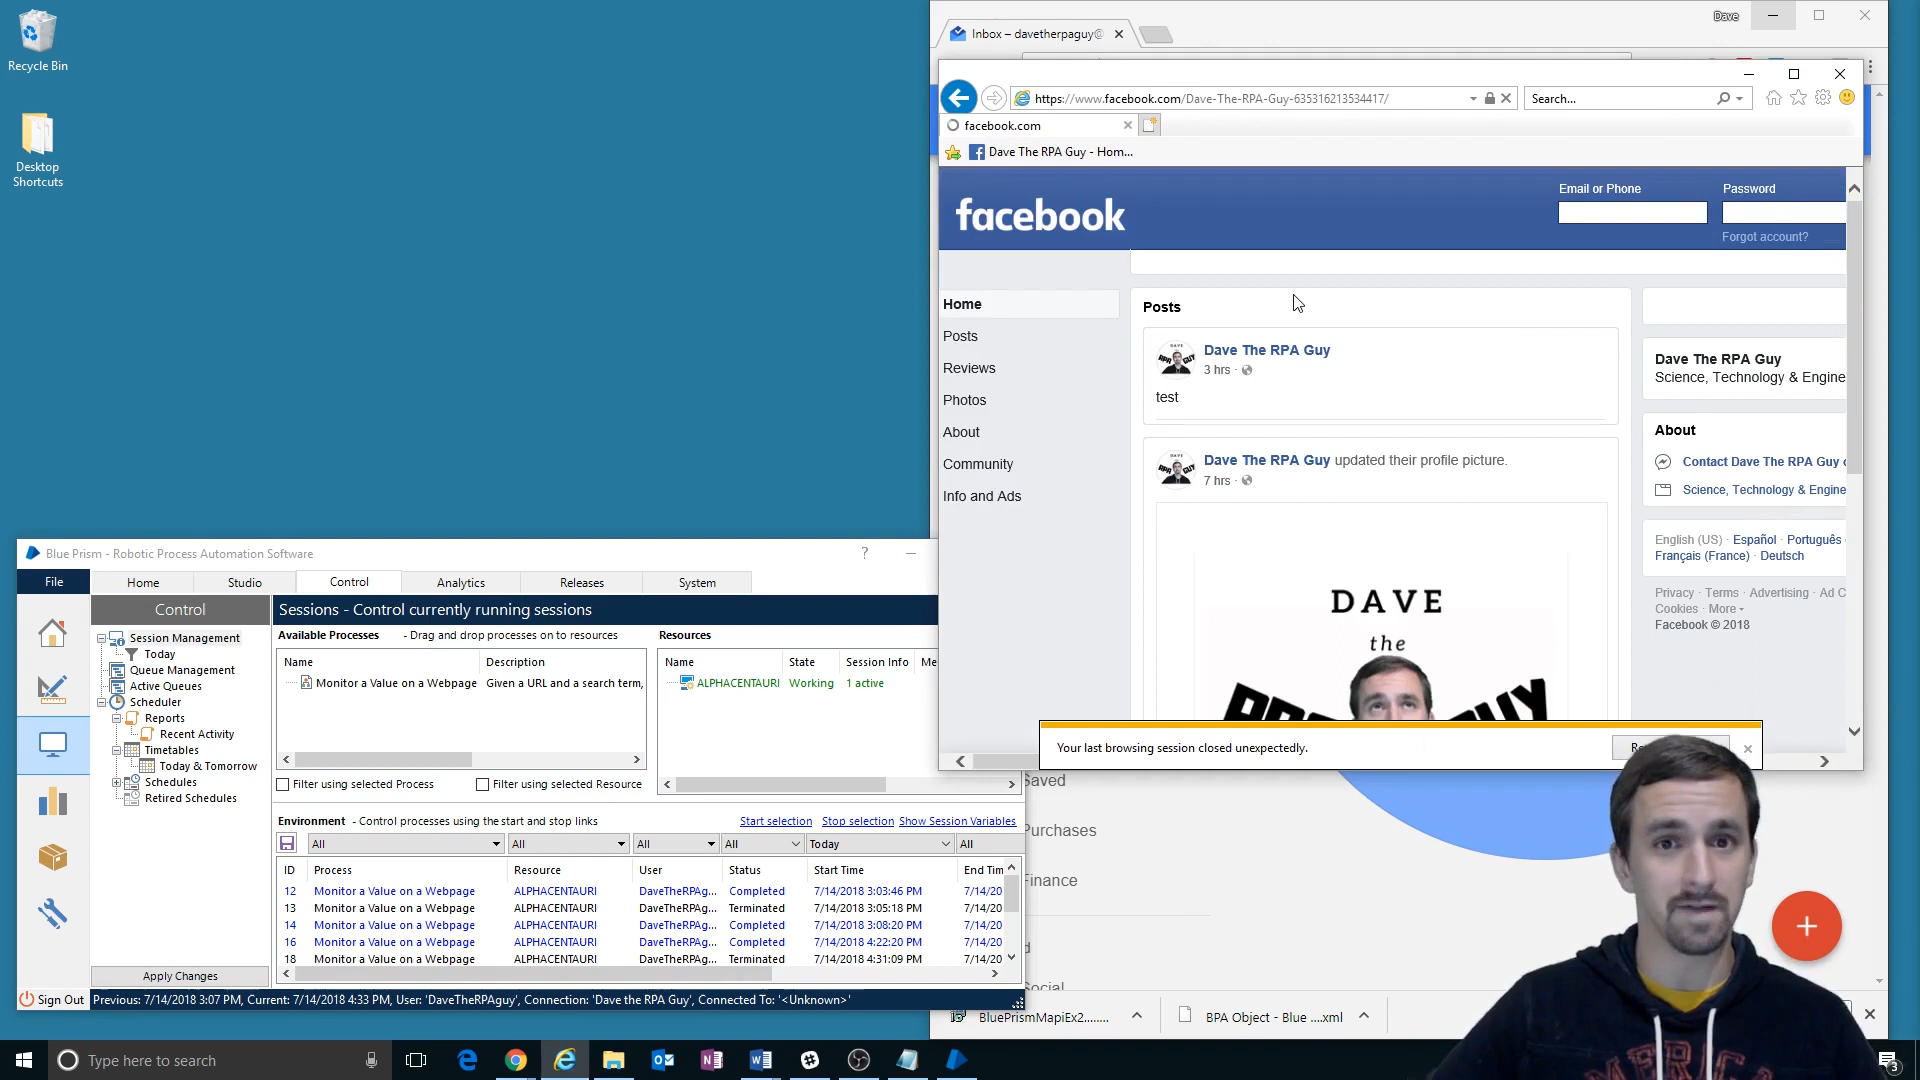 Recycle Bin
Desktop
Shortcuts
Dave
Inbox – davetherpaguy@
https://www.facebook.com/Dave-The-RPA-Guy-635316213534417/
Search...
facebook.com
Dave The RPA Guy - Hom...
facebook
Email or Phone
Password
Forgot account?
Home
Posts
Reviews
Photos
About
Community
Info and Ads
Posts
Dave The RPA Guy
3 hrs ·
test
Dave The RPA Guy updated their profile picture.
7 hrs ·
DAVE
the
Dave The RPA Guy
Science, Technology & Engine
About
Contact Dave The RPA Guy
Science, Technology & Engine
English (US) · Español · Português
Français (France) · Deutsch
Privacy · Terms · Advertising · Ad C
Cookies · More
Facebook © 2018
Your last browsing session closed unexpectedly.
Saved
Purchases
Finance
Blue Prism - Robotic Process Automation Software
?
File
Home
Studio
Control
Analytics
Releases
System
Control
Session Management
Today
Queue Management
Active Queues
Scheduler
Reports
Recent Activity
Timetables
Today & Tomorrow
Schedules
Retired Schedules
Apply Changes
Sessions - Control currently running sessions
Available Processes - Drag and drop processes on to resources
Name Description
Monitor a Value on a Webpage Given a URL and a search term,
Filter using selected Process
Filter using selected Resource
Resources
Name State Session Info Me
ALPHACENTAURI Working 1 active
Environment - Control processes using the start and stop links
Start selection Stop selection Show Session Variables
All All All All Today All
ID Process Resource User Status Start Time End Time
12 Monitor a Value on a Webpage ALPHACENTAURI DaveTheRPAg... Completed 7/14/2018 3:03:46 PM 7/14/20
13 Monitor a Value on a Webpage ALPHACENTAURI DaveTheRPAg... Terminated 7/14/2018 3:05:18 PM 7/14/20
14 Monitor a Value on a Webpage ALPHACENTAURI DaveTheRPAg... Completed 7/14/2018 3:08:20 PM 7/14/20
16 Monitor a Value on a Webpage ALPHACENTAURI DaveTheRPAg... Completed 7/14/2018 4:22:20 PM 7/14/20
18 Monitor a Value on a Webpage ALPHACENTAURI DaveTheRPAg... Terminated 7/14/2018 4:31:09 PM 7/14/20
Sign Out
Previous: 7/14/2018 3:07 PM, Current: 7/14/2018 4:33 PM, User: 'DaveTheRPAguy', Connection: 'Dave the RPA Guy', Connected To: '<Unknown>'
BluePrismMapiEx2........
BPA Object - Blue ....xml
Type here to search
3